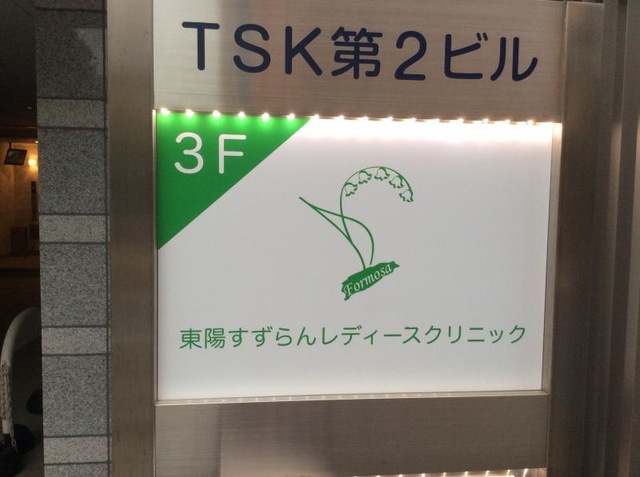 TSK第2ビル
3F
Formosa
東陽すずらんレディースクリニック